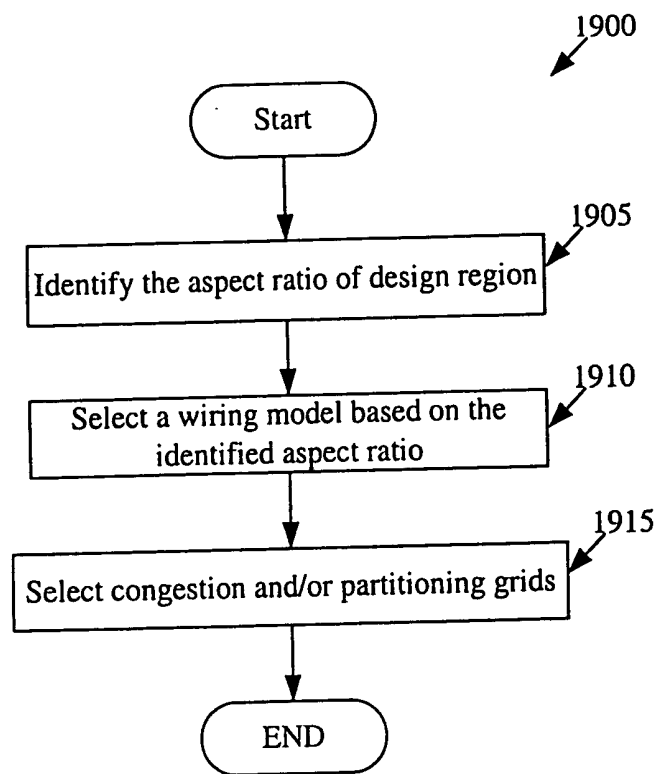 1900
Start
1905
Identify the aspect ratio of design region
1910
Select a wiring model based on the
identified aspect ratio
1915
Select congestion and/or partitioning grids
END